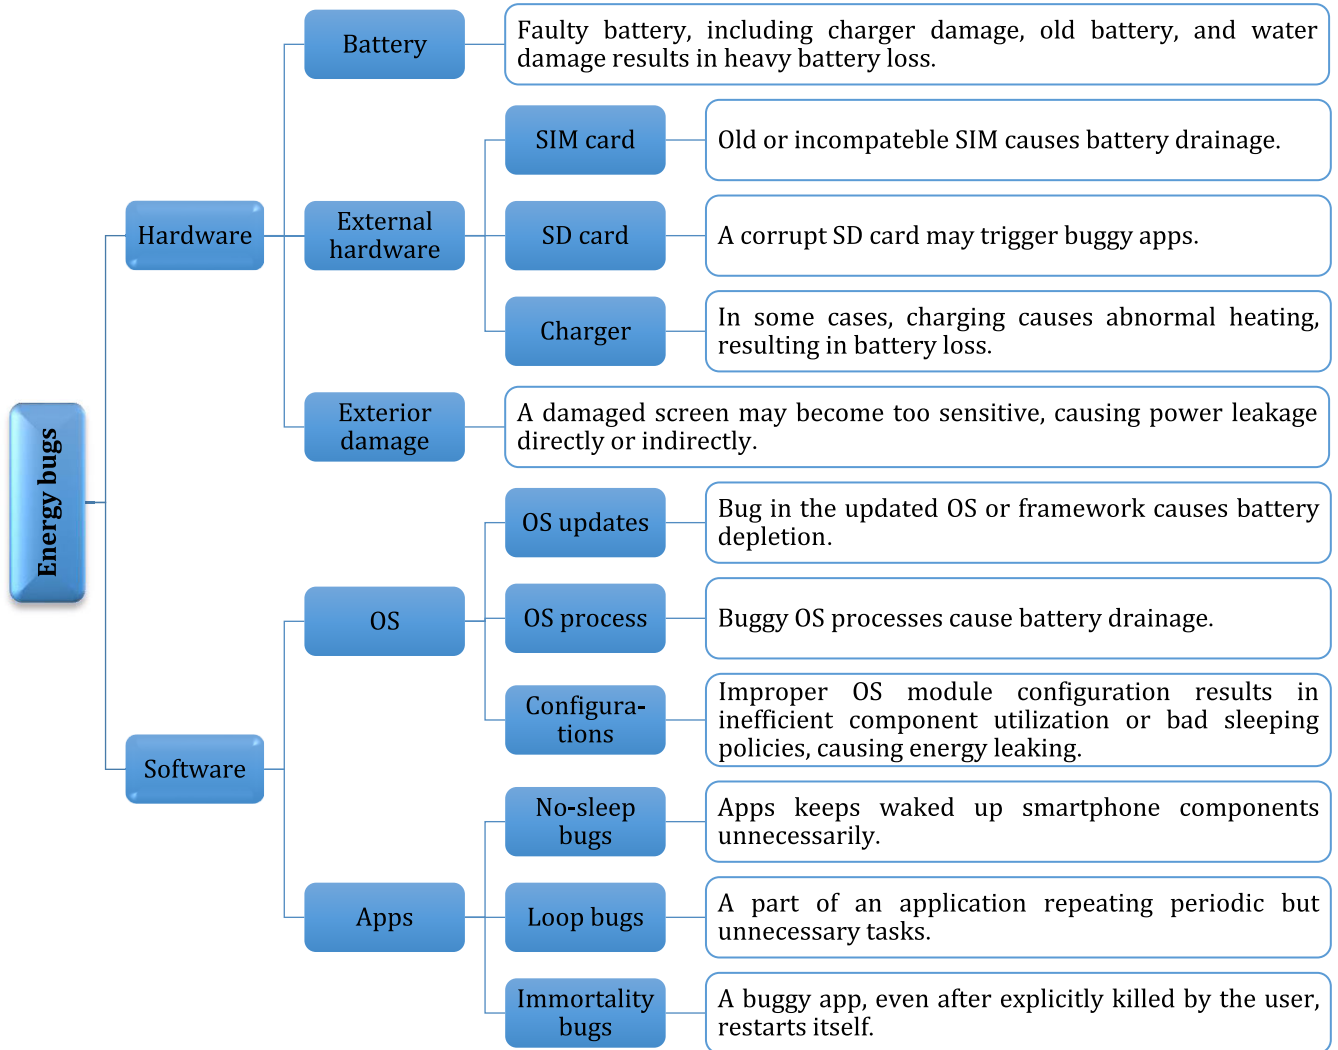 Energy bugs
Hardware
Battery
Faulty battery, including charger damage, old battery, and water
damage results in heavy battery loss.
External
hardware
SIM card
Old or incompateble SIM causes battery drainage.
SD card
A corrupt SD card may trigger buggy apps.
Charger
In some cases, charging causes abnormal heating,
resulting in battery loss.
Exterior
damage
A damaged screen may become too sensitive, causing power leakage
directly or indirectly.
Software
OS
OS updates
Bug in the updated OS or framework causes battery
depletion.
OS process
Buggy OS processes cause battery drainage.
Configura-
tions
Improper OS module configuration results in
inefficient component utilization or bad sleeping
policies, causing energy leaking.
Apps
No-sleep
bugs
Apps keeps waked up smartphone components
unnecessarily.
Loop bugs
A part of an application repeating periodic but
unnecessary tasks.
Immortality
bugs
A buggy app, even after explicitly killed by the user,
restarts itself.